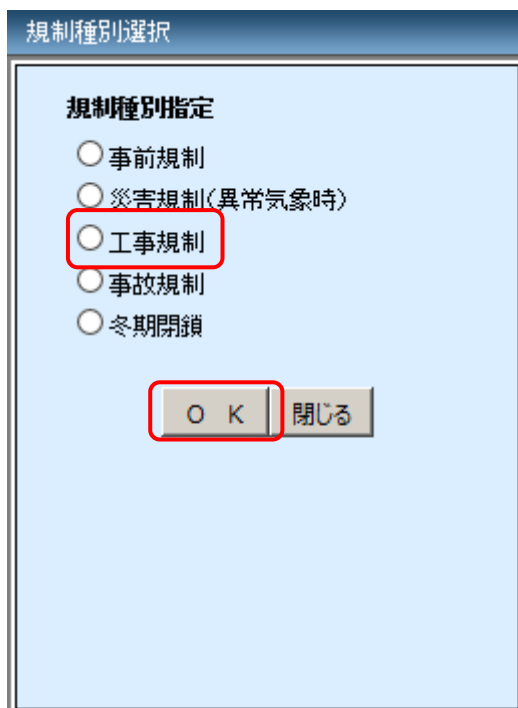 規制種別選択
規制種別指定
事前規制
災害規制(異常気象時)
工事規制
事故規制
冬期閉鎖
O K 閉じる